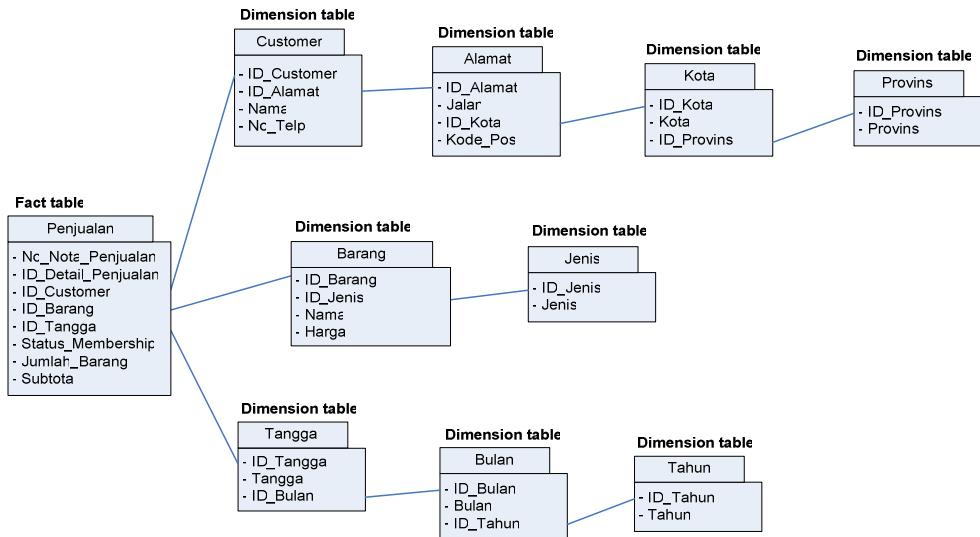 Dimension table
Customer
- ID_Customer
- ID_Alamat
- Nama
- No_Telp
Dimension table
Alamat
- ID_Alamat
- Jalar
- ID_Kota
- Kode_Pos
Dimension table
Kota
- ID_Kota
- Kota
- ID_Provins
Dimension table
Provins
- ID_Provins
- Provins
Fact table
Penjualan
- No_Nota_Penjualan
- ID_Detail_Penjualan
- ID_Customer
- ID_Barang
- ID_Tangga
- Status_Membership
- Jumlah_Barang
- Subtota
Dimension table
Barang
- ID_Barang
- ID_Jenis
- Nama
- Harga
Dimension table
Jenis
- ID_Jenis
- Jenis
Dimension table
Tangga
- ID_Tangga
- Tangga
- ID_Bulan
Dimension table
Bulan
- ID_Bulan
- Bulan
- ID_Tahun
Dimension table
Tahun
- ID_Tahun
- Tahun